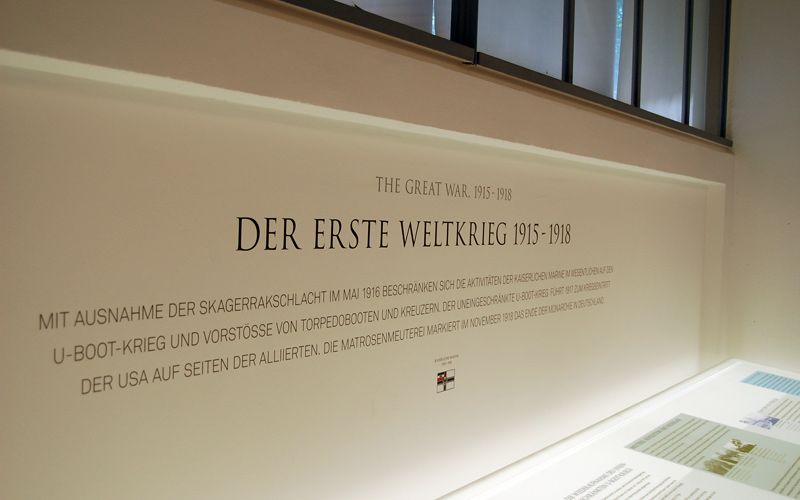 THE GREAT WAR. 1915 - 1918
DER ERSTE WELTKRIEG 1915 - 1918
MIT AUSNAHME DER SKAGERRAKSCHLACHT IM MAI 1916 BESCHRÄNKEN SICH DIE AKTIVITÄTEN DER KAISERLICHEN MARINE IM WESENTLICHEN AUF DEN
U-BOOT-KRIEG UND VORSTÖSSE VON TORPEDOBOOTEN UND KREUZERN. DER UNEINGESCHRÄNKTE U-BOOT-KRIEG FÜHRT 1917 ZUM KRIEGSEINTRITT
DER USA AUF SEITEN DER ALLIIERTEN. DIE MATROSENMEUTEREI MARKIERT IM NOVEMBER 1918 DAS ENDE DER MONARCHIE IN DEUTSCHLAND.